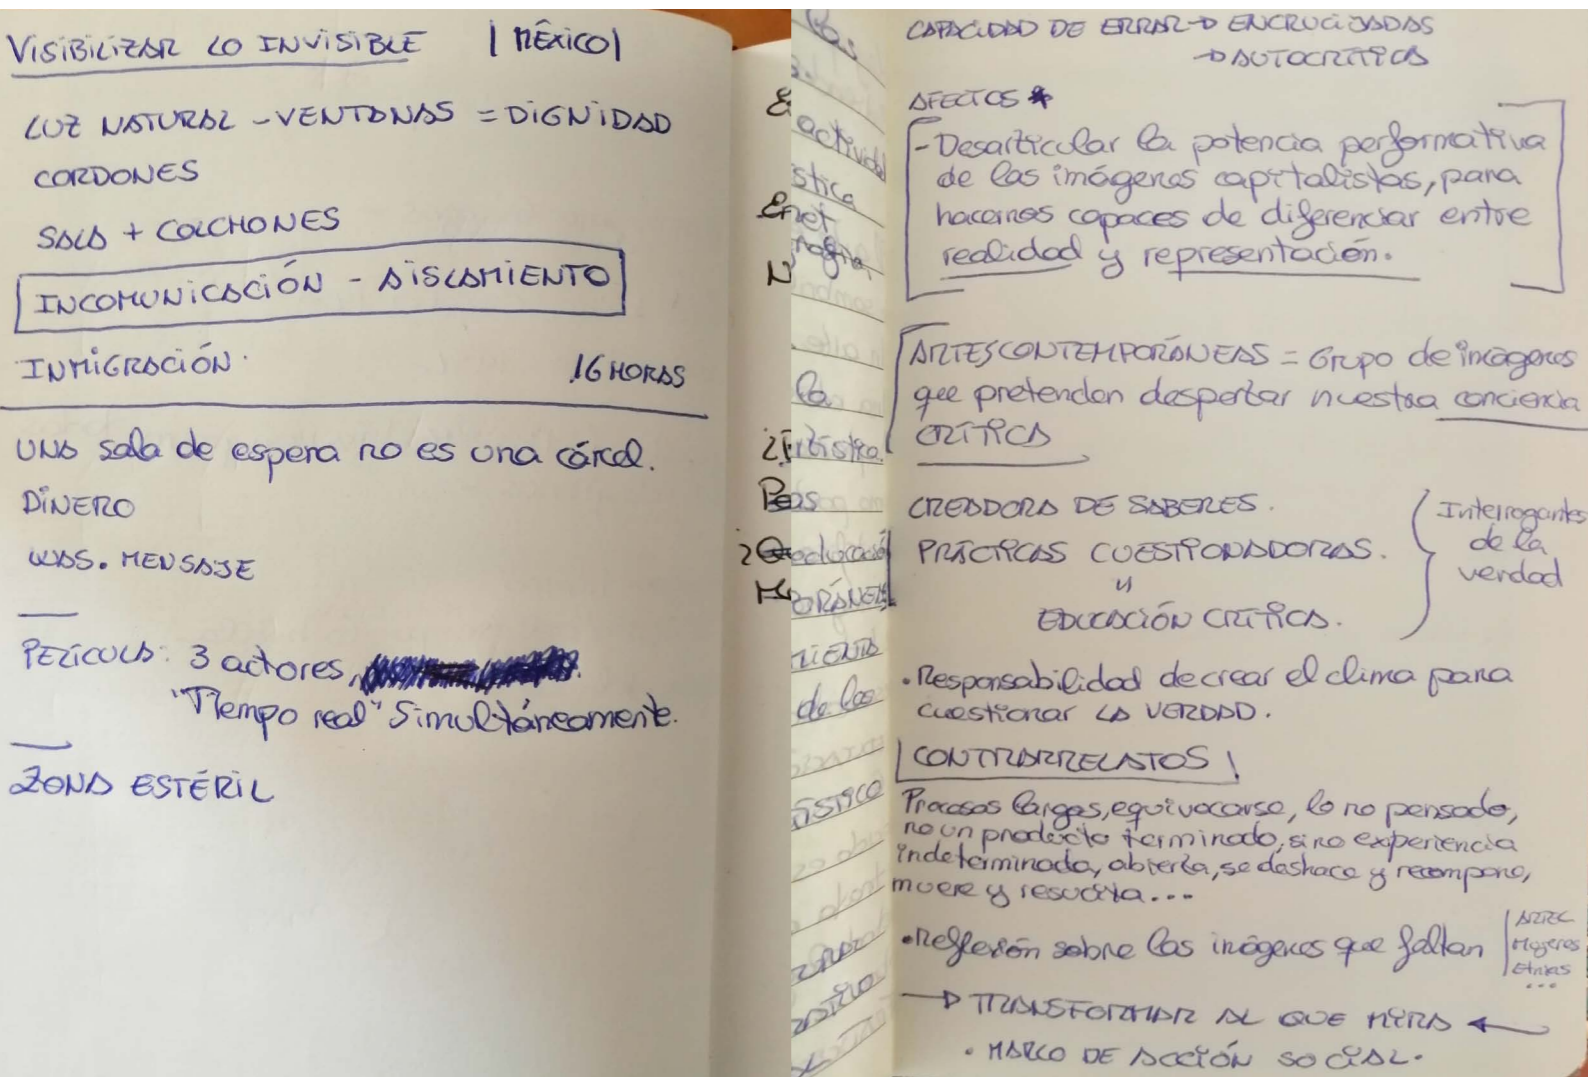 VISIBILIZAR LO INVISIBLE |MÉXICO|
LUZ NATURAL - VENTANAS = DIGNIDAD
CORDONES
SALA + COLCHONES
INCOMUNICACIÓN - AISLAMIENTO
INMIGRACIÓN. 16 HORAS
UNA sala de espera no es una cárcel.
DINERO
WAS. MENSAJE
PELÍCULA: 3 actores,
"Tiempo real" Simultáneamente.
ZONA ESTÉRIL
activida
stica
la
de los
CAPACIDAD DE ERRAR → ENCRUCIJADAS
→ AUTOCRÍTICA
AFECTOS *
- Desarticular la potencia performativa
de las imágenes capitalistas, para
hacernos capaces de diferenciar entre
realidad y representación.
ARTES CONTEMPORÁNEAS = Grupo de imágenes
que pretenden despertar nuestra conciencia
CRÍTICA
CREADORA DE SABERES.
PRÁCTICAS CUESTIONADORAS.
"
EDUCACIÓN CRÍTICA.
Interrogantes
de la
verdad
• Responsabilidad de crear el clima para
cuestionar LA VERDAD.
|CONTRARRELATOS|
Procesos largos, equivocarse, lo no pensado,
no un producto terminado, sino experiencia
indeterminada, abierta, se deshace y recompone,
muere y resucita...
• Reflexión sobre las imágenes que faltan
Mujeres
Etnias
...
→ TRANSFORMAR AL QUE MIRA ←
• MARCO DE ACCIÓN SOCIAL.